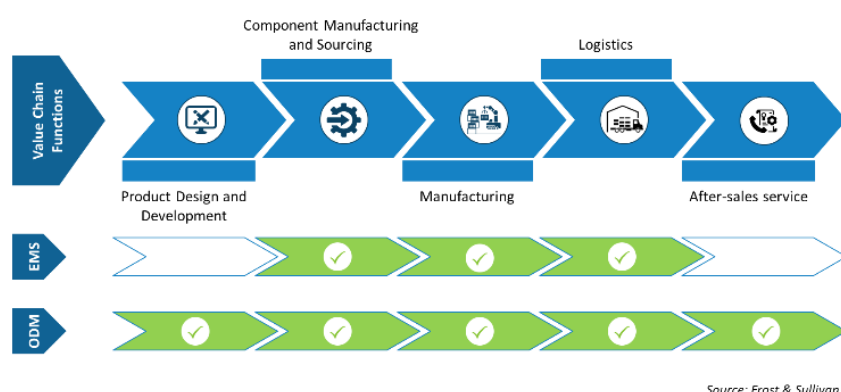 Component Manufacturing
and Sourcing
Logistics
Value Chain
Functions
Product Design and
Development
Manufacturing
After-sales service
EMS
ODM
Source: Frost & Sullivan